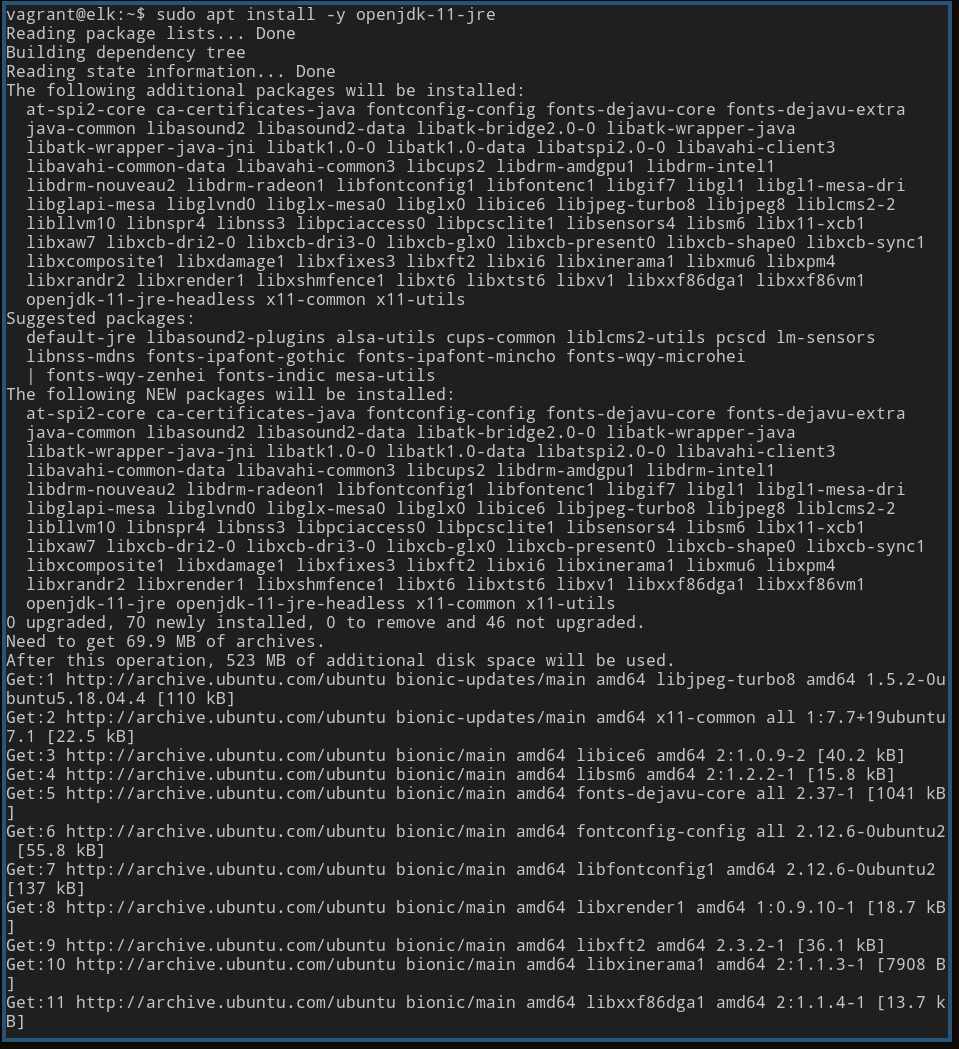 vagrant@elk:~$ sudo apt install -y openjdk-11-jre
Reading package lists... Done
Building dependency tree
Reading state information... Done
The following additional packages will be installed:
  at-spi2-core ca-certificates-java fontconfig-config fonts-dejavu-core fonts-dejavu-extra
  java-common libasound2 libasound2-data libatk-bridge2.0-0 libatk-wrapper-java
  libatk-wrapper-java-jni libatk1.0-0 libatk1.0-data libatspi2.0-0 libavahi-client3
  libavahi-common-data libavahi-common3 libcups2 libdrm-amdgpu1 libdrm-intel1
  libdrm-nouveau2 libdrm-radeon1 libfontconfig1 libfontenc1 libgif7 libgl1 libgl1-mesa-dri
  libglapi-mesa libglvnd0 libglx-mesa0 libglx0 libice6 libjpeg-turbo8 libjpeg8 liblcms2-2
  libllvm10 libnspr4 libnss3 libpciaccess0 libpcsclite1 libsensors4 libsm6 libx11-xcb1
  libxaw7 libxcb-dri2-0 libxcb-dri3-0 libxcb-glx0 libxcb-present0 libxcb-shape0 libxcb-sync1
  libxcomposite1 libxdamage1 libxfixes3 libxft2 libxi6 libxinerama1 libxmu6 libxpm4
  libxrandr2 libxrender1 libxshmfence1 libxt6 libxtst6 libxv1 libxxf86dga1 libxxf86vm1
  openjdk-11-jre-headless x11-common x11-utils
Suggested packages:
  default-jre libasound2-plugins alsa-utils cups-common liblcms2-utils pcscd lm-sensors
  libnss-mdns fonts-ipafont-gothic fonts-ipafont-mincho fonts-wqy-microhei
  | fonts-wqy-zenhei fonts-indic mesa-utils
The following NEW packages will be installed:
  at-spi2-core ca-certificates-java fontconfig-config fonts-dejavu-core fonts-dejavu-extra
  java-common libasound2 libasound2-data libatk-bridge2.0-0 libatk-wrapper-java
  libatk-wrapper-java-jni libatk1.0-0 libatk1.0-data libatspi2.0-0 libavahi-client3
  libavahi-common-data libavahi-common3 libcups2 libdrm-amdgpu1 libdrm-intel1
  libdrm-nouveau2 libdrm-radeon1 libfontconfig1 libfontenc1 libgif7 libgl1 libgl1-mesa-dri
  libglapi-mesa libglvnd0 libglx-mesa0 libglx0 libice6 libjpeg-turbo8 libjpeg8 liblcms2-2
  libllvm10 libnspr4 libnss3 libpciaccess0 libpcsclite1 libsensors4 libsm6 libx11-xcb1
  libxaw7 libxcb-dri2-0 libxcb-dri3-0 libxcb-glx0 libxcb-present0 libxcb-shape0 libxcb-sync1
  libxcomposite1 libxdamage1 libxfixes3 libxft2 libxi6 libxinerama1 libxmu6 libxpm4
  libxrandr2 libxrender1 libxshmfence1 libxt6 libxtst6 libxv1 libxxf86dga1 libxxf86vm1
  openjdk-11-jre openjdk-11-jre-headless x11-common x11-utils
0 upgraded, 70 newly installed, 0 to remove and 46 not upgraded.
Need to get 69.9 MB of archives.
After this operation, 523 MB of additional disk space will be used.
Get:1 http://archive.ubuntu.com/ubuntu bionic-updates/main amd64 libjpeg-turbo8 amd64 1.5.2-0u
buntu5.18.04.4 [110 kB]
Get:2 http://archive.ubuntu.com/ubuntu bionic-updates/main amd64 x11-common all 1:7.7+19ubuntu
7.1 [22.5 kB]
Get:3 http://archive.ubuntu.com/ubuntu bionic/main amd64 libice6 amd64 2:1.0.9-2 [40.2 kB]
Get:4 http://archive.ubuntu.com/ubuntu bionic/main amd64 libsm6 amd64 2:1.2.2-1 [15.8 kB]
Get:5 http://archive.ubuntu.com/ubuntu bionic/main amd64 fonts-dejavu-core all 2.37-1 [1041 kB
]
Get:6 http://archive.ubuntu.com/ubuntu bionic/main amd64 fontconfig-config all 2.12.6-0ubuntu2
 [55.8 kB]
Get:7 http://archive.ubuntu.com/ubuntu bionic/main amd64 libfontconfig1 amd64 2.12.6-0ubuntu2
[137 kB]
Get:8 http://archive.ubuntu.com/ubuntu bionic/main amd64 libxrender1 amd64 1:0.9.10-1 [18.7 kB
]
Get:9 http://archive.ubuntu.com/ubuntu bionic/main amd64 libxft2 amd64 2.3.2-1 [36.1 kB]
Get:10 http://archive.ubuntu.com/ubuntu bionic/main amd64 libxinerama1 amd64 2:1.1.3-1 [7908 B
]
Get:11 http://archive.ubuntu.com/ubuntu bionic/main amd64 libxxf86dga1 amd64 2:1.1.4-1 [13.7 k
B]